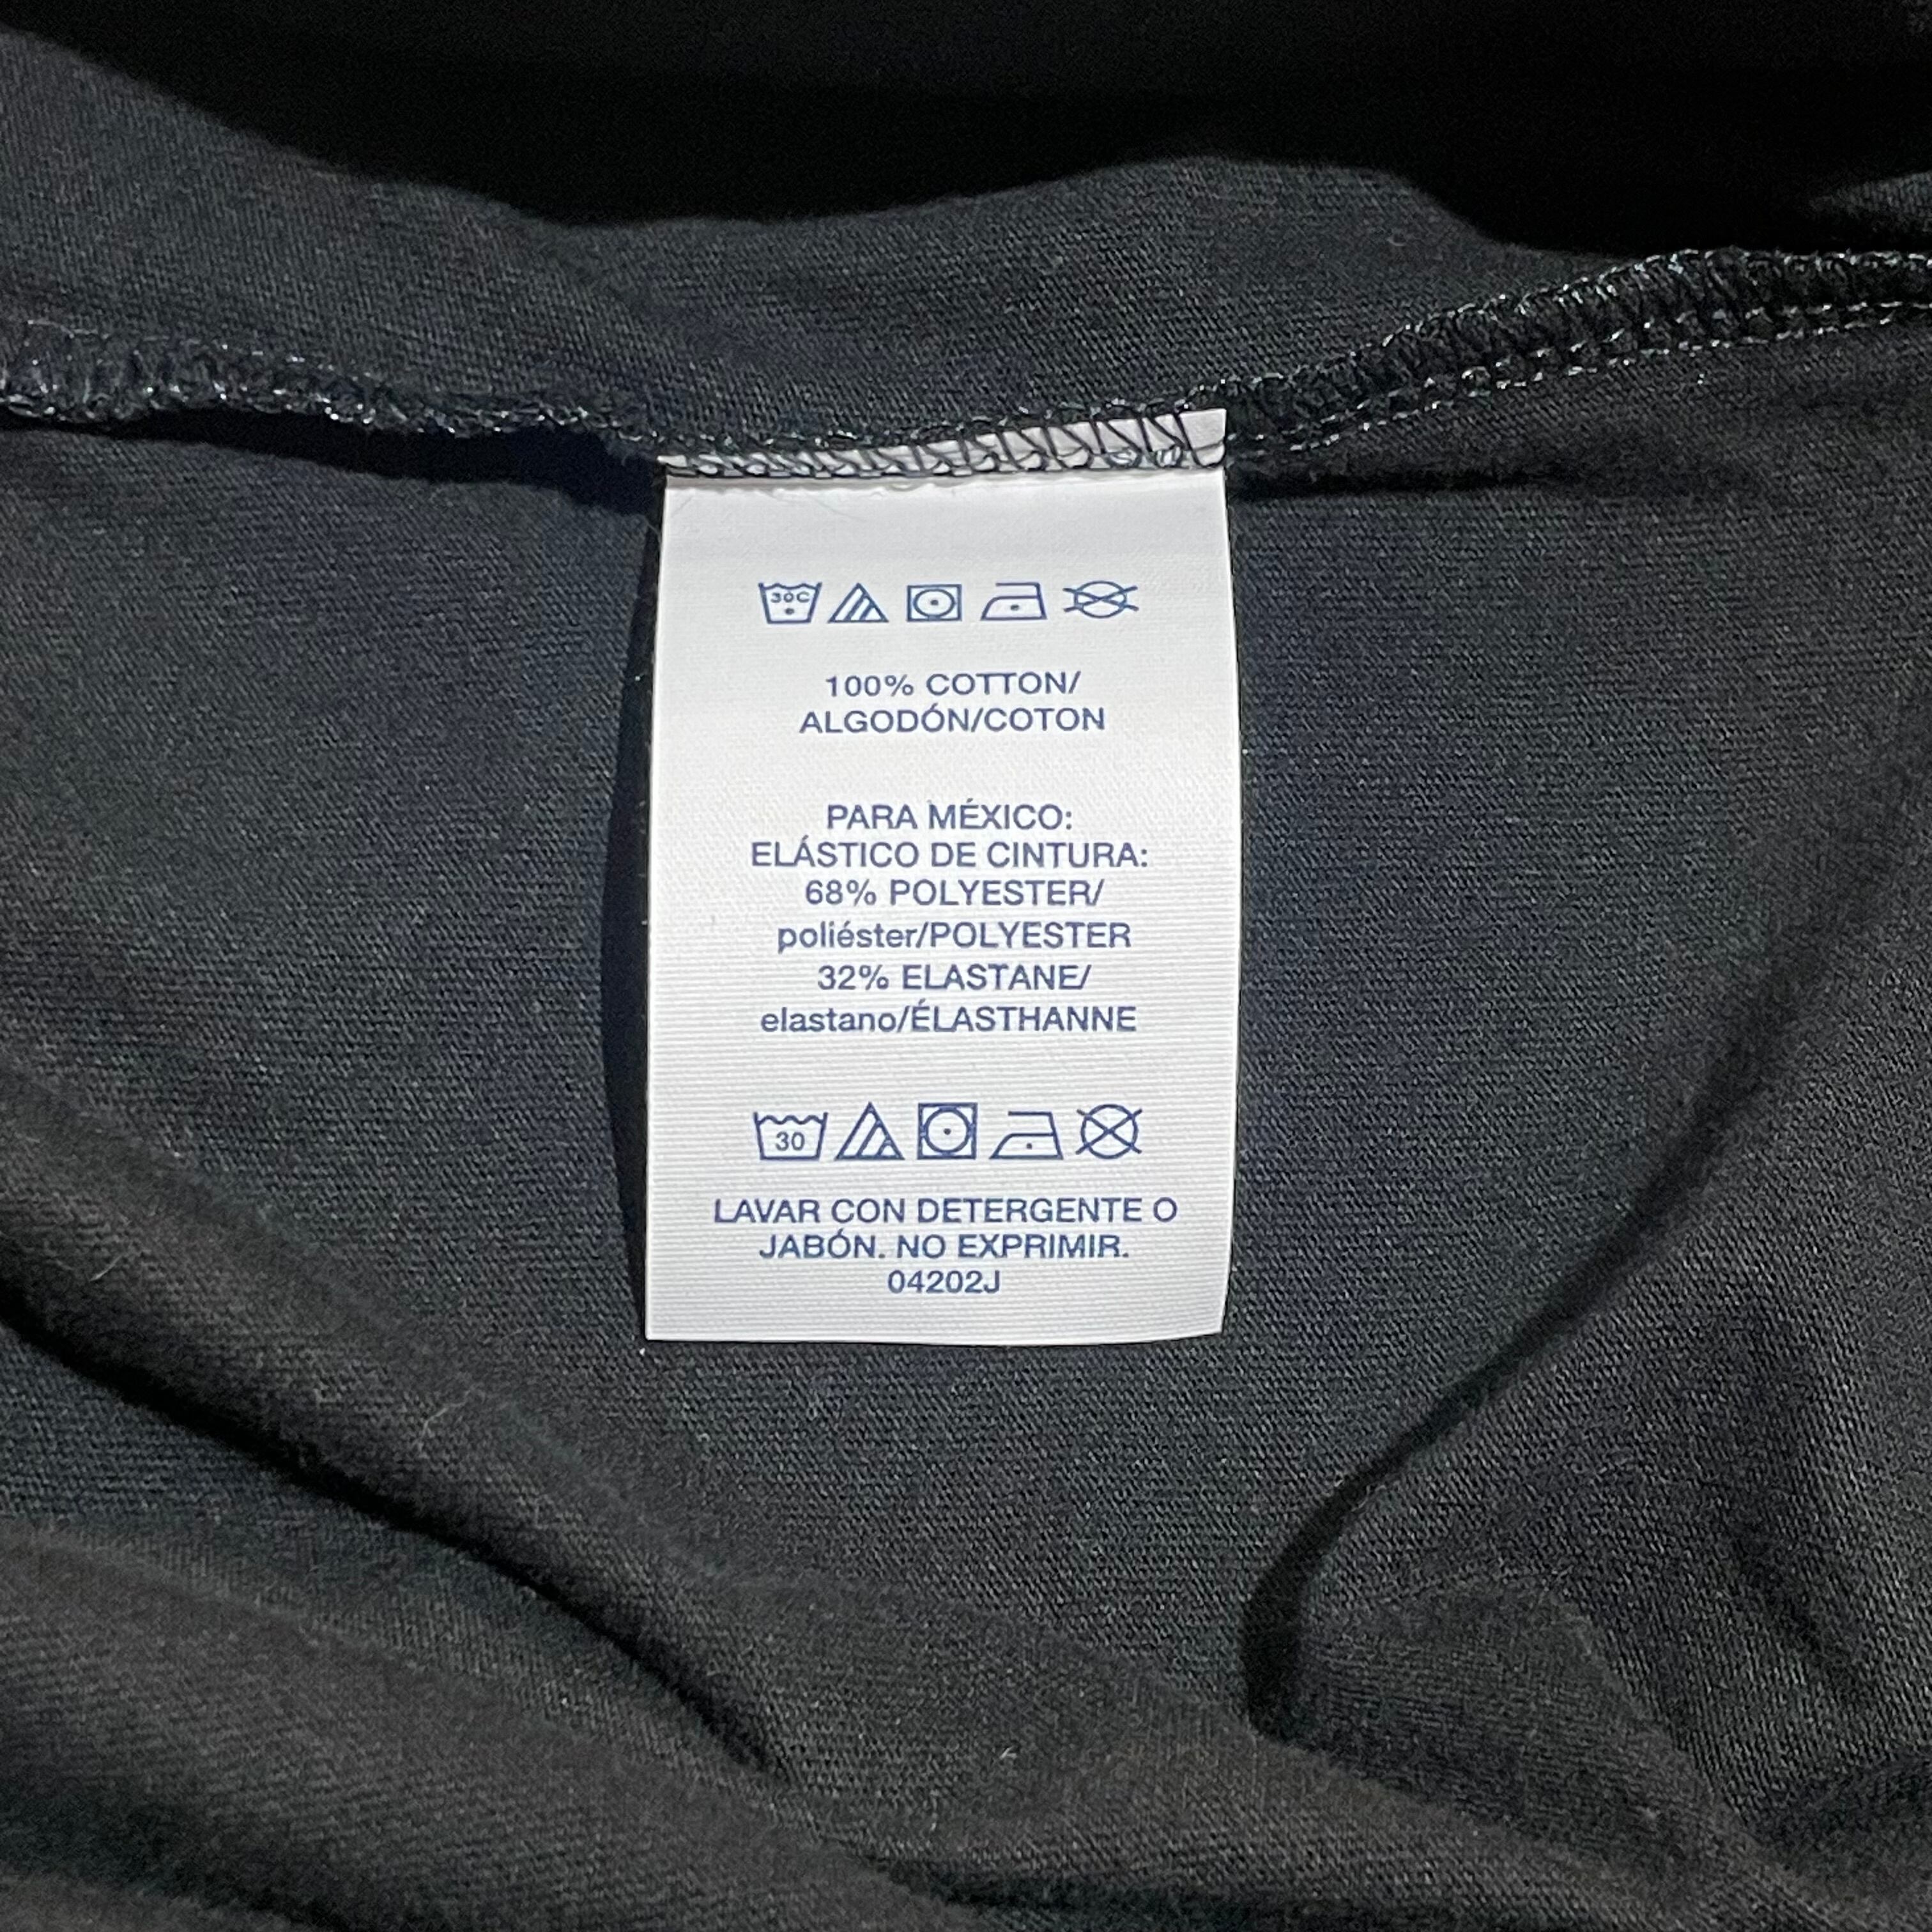 30C
100% COTTON/
ALGODÓN/COTON
PARA MÉXICO:
ELÁSTICO DE CINTURA:
68% POLYESTER/
poliéster/POLYESTER
32% ELASTANE/
elastano/ÉLASTHANNE
30
LAVAR CON DETERGENTE O
JABÓN. NO EXPRIMIR.
04202J